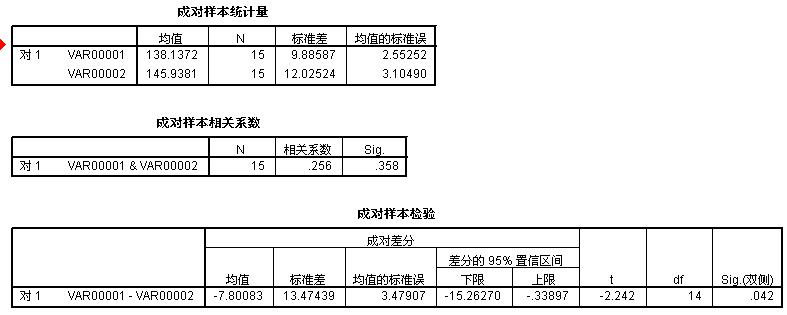 成对样本统计量
均值 N 标准差 均值的标准误
对 1 VAR00001 138.1372 15 9.88587 2.55252
VAR00002 145.9381 15 12.02524 3.10490
成对样本相关系数
N 相关系数 Sig.
对 1 VAR00001 & VAR00002 15 .256 .358
成对样本检验
成对差分
差分的 95% 置信区间
均值 标准差 均值的标准误 下限 上限 t df Sig.(双侧)
对 1 VAR00001 - VAR00002 -7.80083 13.47439 3.47907 -15.26270 -.33897 -2.242 14 .042